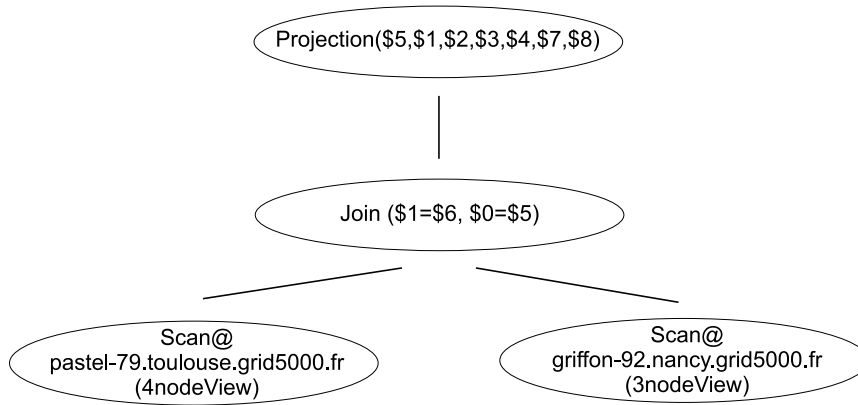 Projection($5,$1,$2,$3,$4,$7,$8)
Join ($1=$6, $0=$5)
Scan@
pastel-79.toulouse.grid5000.fr
(4nodeView)
Scan@
griffon-92.nancy.grid5000.fr
(3nodeView)